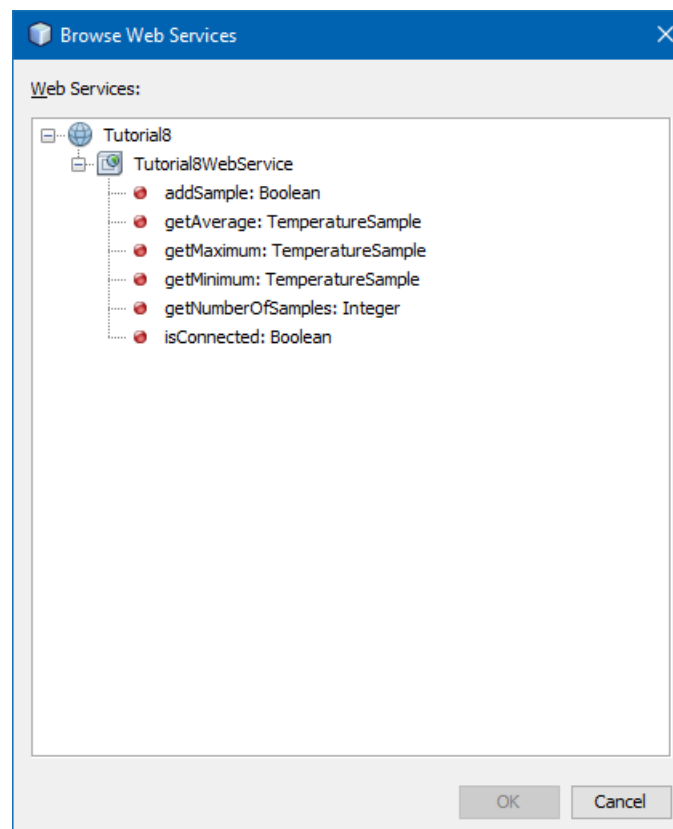 Browse Web Services
Web Services:
Tutorial8
Tutorial8WebService
addSample: Boolean
getAverage: TemperatureSample
getMaximum: TemperatureSample
getMinimum: TemperatureSample
getNumberOfSamples: Integer
isConnected: Boolean
OK Cancel